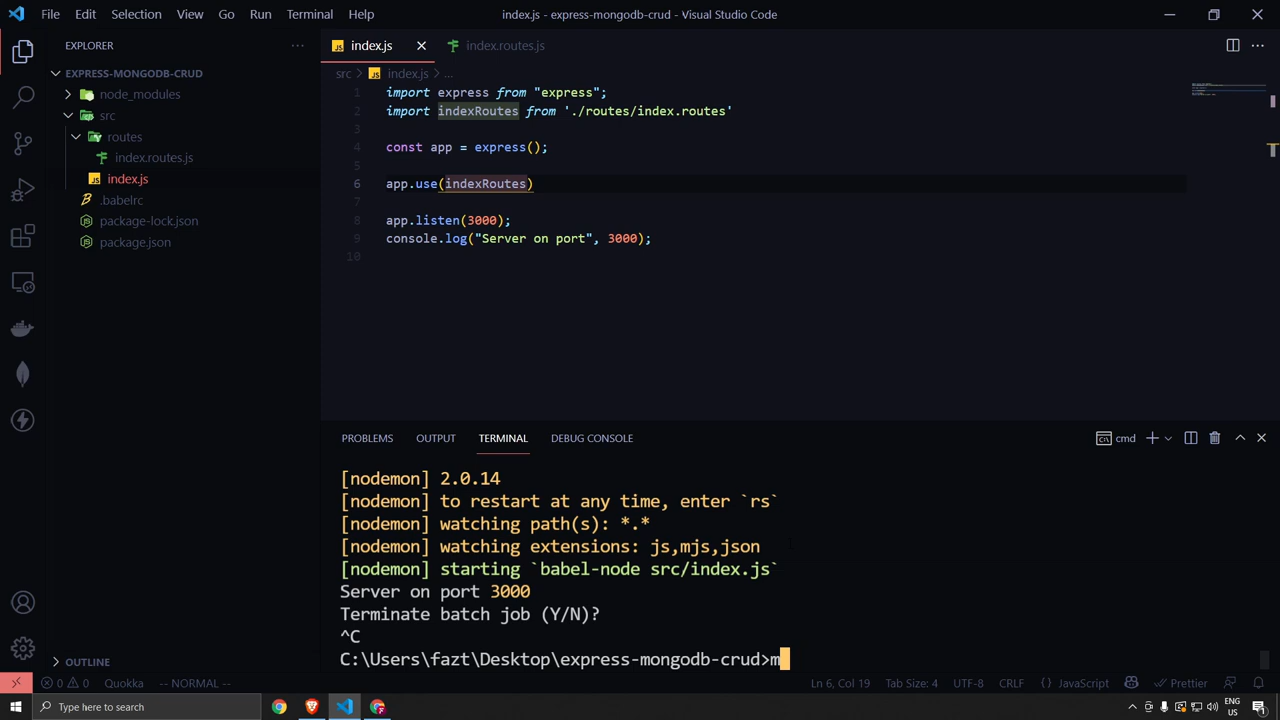 File Edit Selection View Go Run Terminal Help
index.js - express-mongodb-crud - Visual Studio Code
EXPLORER
EXPRESS-MONGODB-CRUD
node_modules
src
routes
index.routes.js
index.js
.babelrc
package-lock.json
package.json
OUTLINE
index.js
index.routes.js
src > index.js > ...
1 import express from "express";
2 import indexRoutes from './routes/index.routes'
3
4 const app = express();
5
6 app.use(indexRoutes)
7
8 app.listen(3000);
9 console.log("Server on port", 3000);
10
PROBLEMS OUTPUT TERMINAL DEBUG CONSOLE
cmd
[nodemon] 2.0.14
[nodemon] to restart at any time, enter `rs`
[nodemon] watching path(s): *.*
[nodemon] watching extensions: js,mjs,json
[nodemon] starting `babel-node src/index.js`
Server on port 3000
Terminate batch job (Y/N)?
^C
C:\Users\fazt\Desktop\express-mongodb-crud>m
0 0 Quokka -- NORMAL --
Ln 6, Col 19 Tab Size: 4 UTF-8 CRLF {} JavaScript Prettier
Type here to search
ENG
US